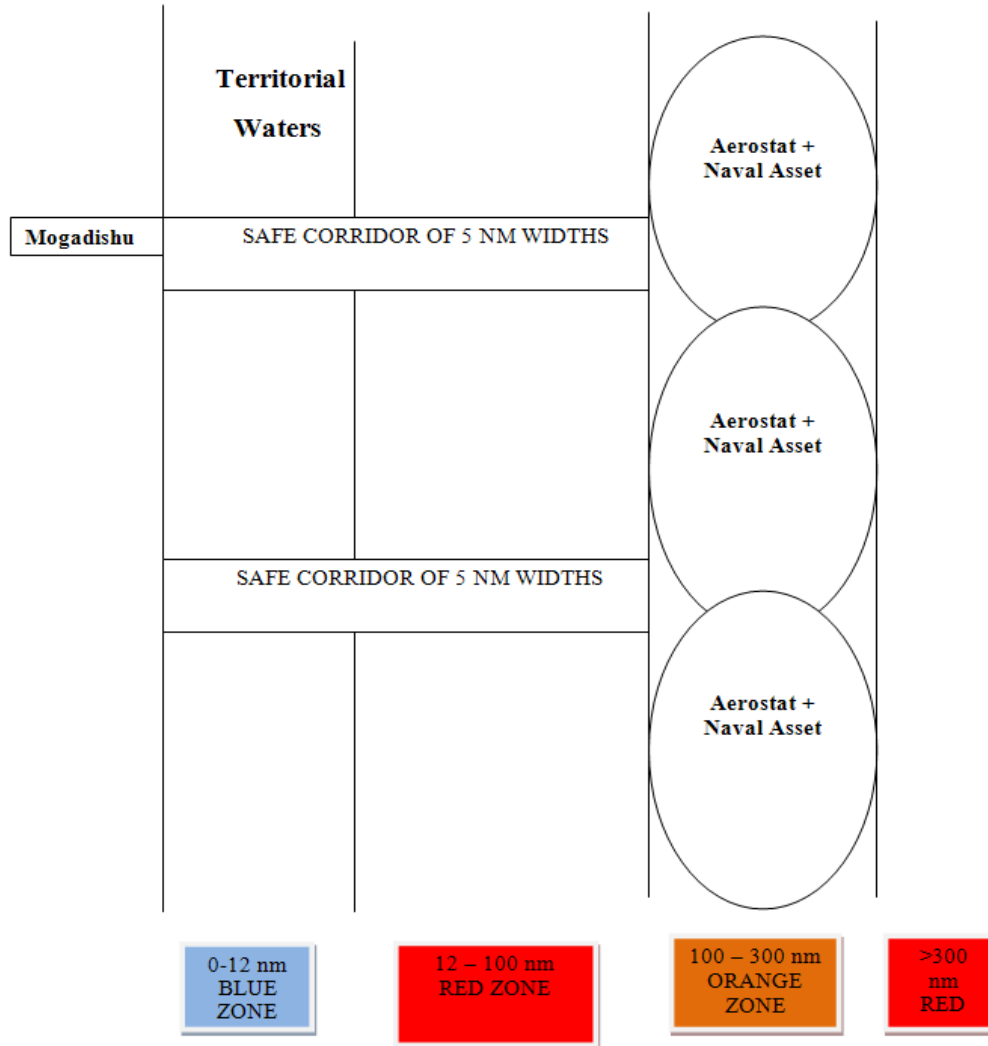 Territorial
Waters
Aerostat +
Naval Asset
Mogadishu
SAFE CORRIDOR OF 5 NM WIDTHS
Aerostat +
Naval Asset
SAFE CORRIDOR OF 5 NM WIDTHS
Aerostat +
Naval Asset
0-12 nm
BLUE
ZONE
12 – 100 nm
RED ZONE
100 – 300 nm
ORANGE
ZONE
>300
nm
RED